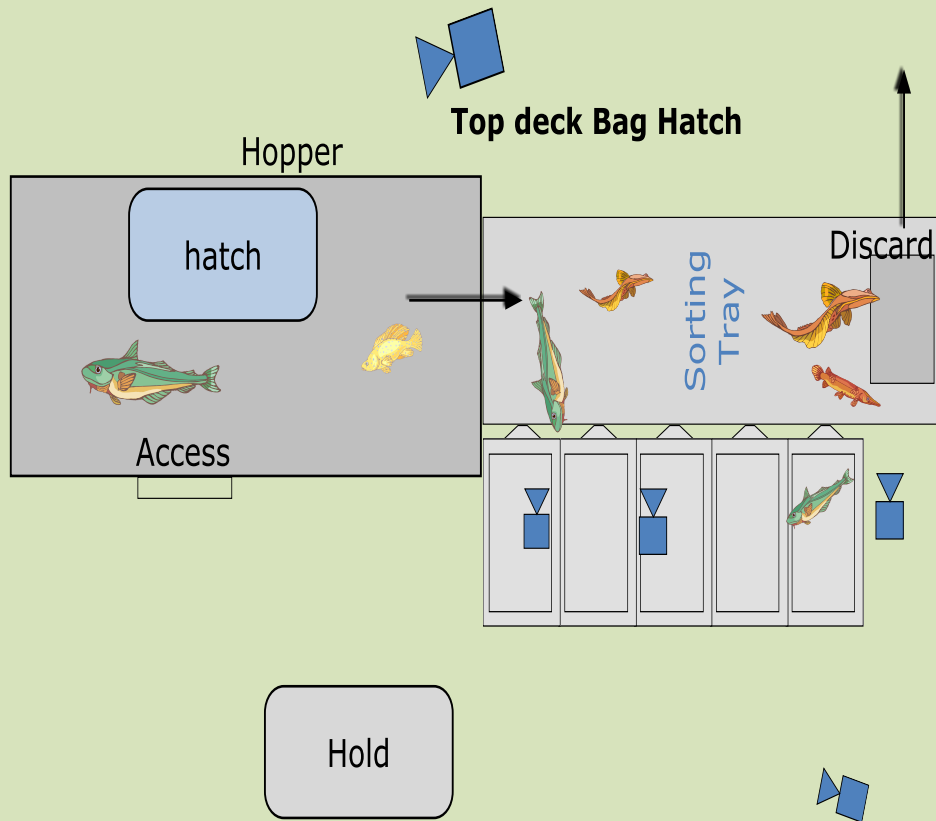 Top deck Bag Hatch
Hopper
hatch
Discard
Sorting
Tray
Access
Hold